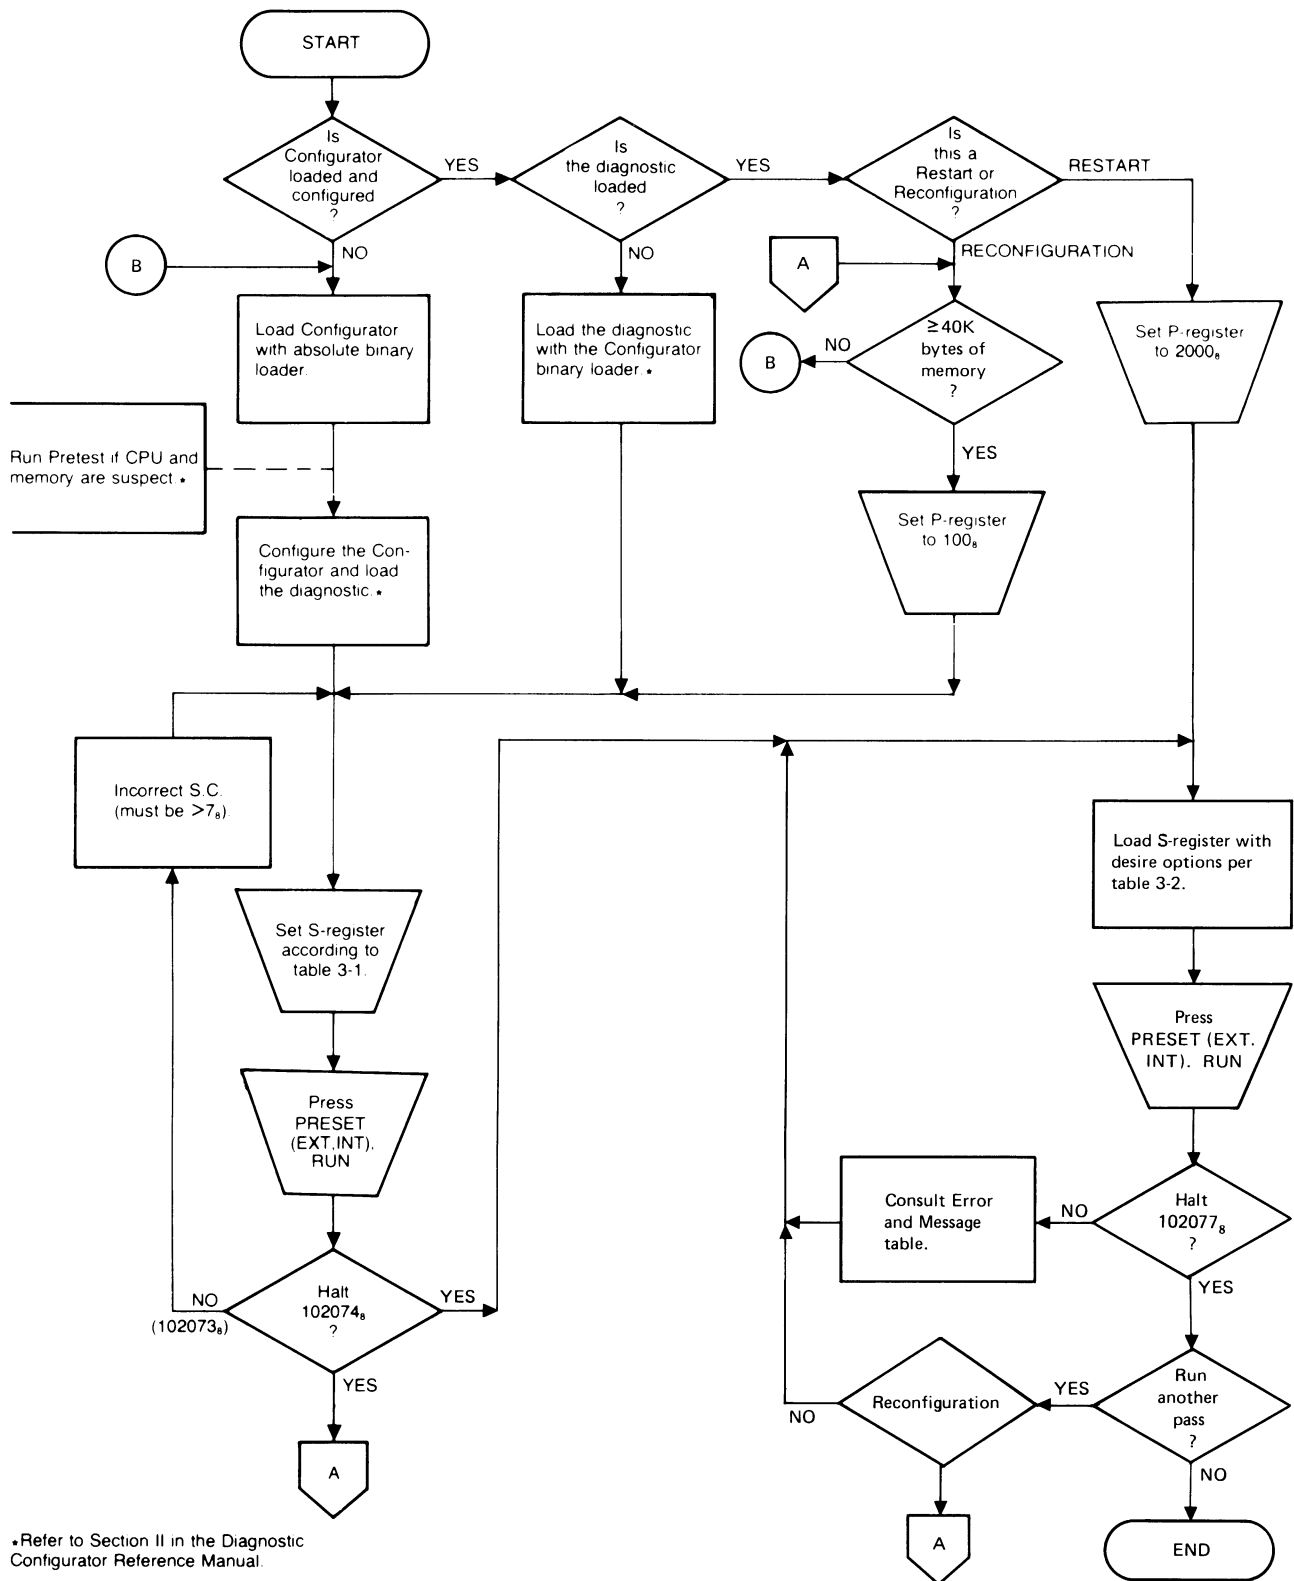 START
Is
Configurator
loaded and
configured
?
YES
NO
Is
the diagnostic
loaded
?
YES
NO
Is
this a
Restart or
Reconfiguration
?
RESTART
RECONFIGURATION
B
A
Load Configurator
with absolute binary
loader.
Load the diagnostic
with the Configurator
binary loader.*
B
NO
≥40K
bytes of
memory
?
YES
Set P-register
to 2000₈
Run Pretest if CPU and
memory are suspect.*
Configure the Con-
figurator and load
the diagnostic.*
Set P-register
to 100₈
Incorrect S.C.
(must be >7₈).
Load S-register with
desire options per
table 3-2.
Set S-register
according to
table 3-1.
Press
PRESET (EXT.
INT). RUN
Press
PRESET
(EXT,INT).
RUN
Consult Error
and Message
table.
NO
Halt
102077₈
?
YES
NO
(102073₈)
Halt
102074₈
?
YES
YES
Reconfiguration
NO
YES
Run
another
pass
?
NO
A
A
END
*Refer to Section II in the Diagnostic
Configurator Reference Manual.